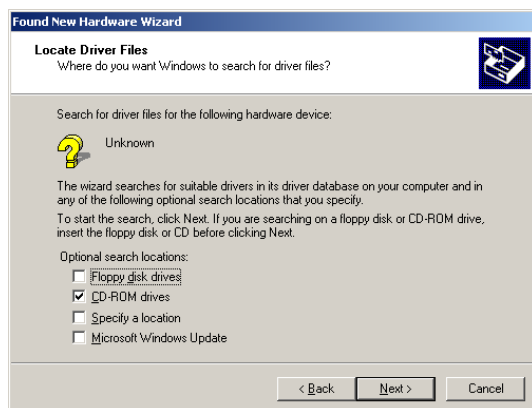 Found New Hardware Wizard
Locate Driver Files
Where do you want Windows to search for driver files?
Search for driver files for the following hardware device:
Unknown
The wizard searches for suitable drivers in its driver database on your computer and in
any of the following optional search locations that you specify.
To start the search, click Next. If you are searching on a floppy disk or CD-ROM drive,
insert the floppy disk or CD before clicking Next.
Optional search locations:
Floppy disk drives
CD-ROM drives
Specify a location
Microsoft Windows Update
< Back Next > Cancel